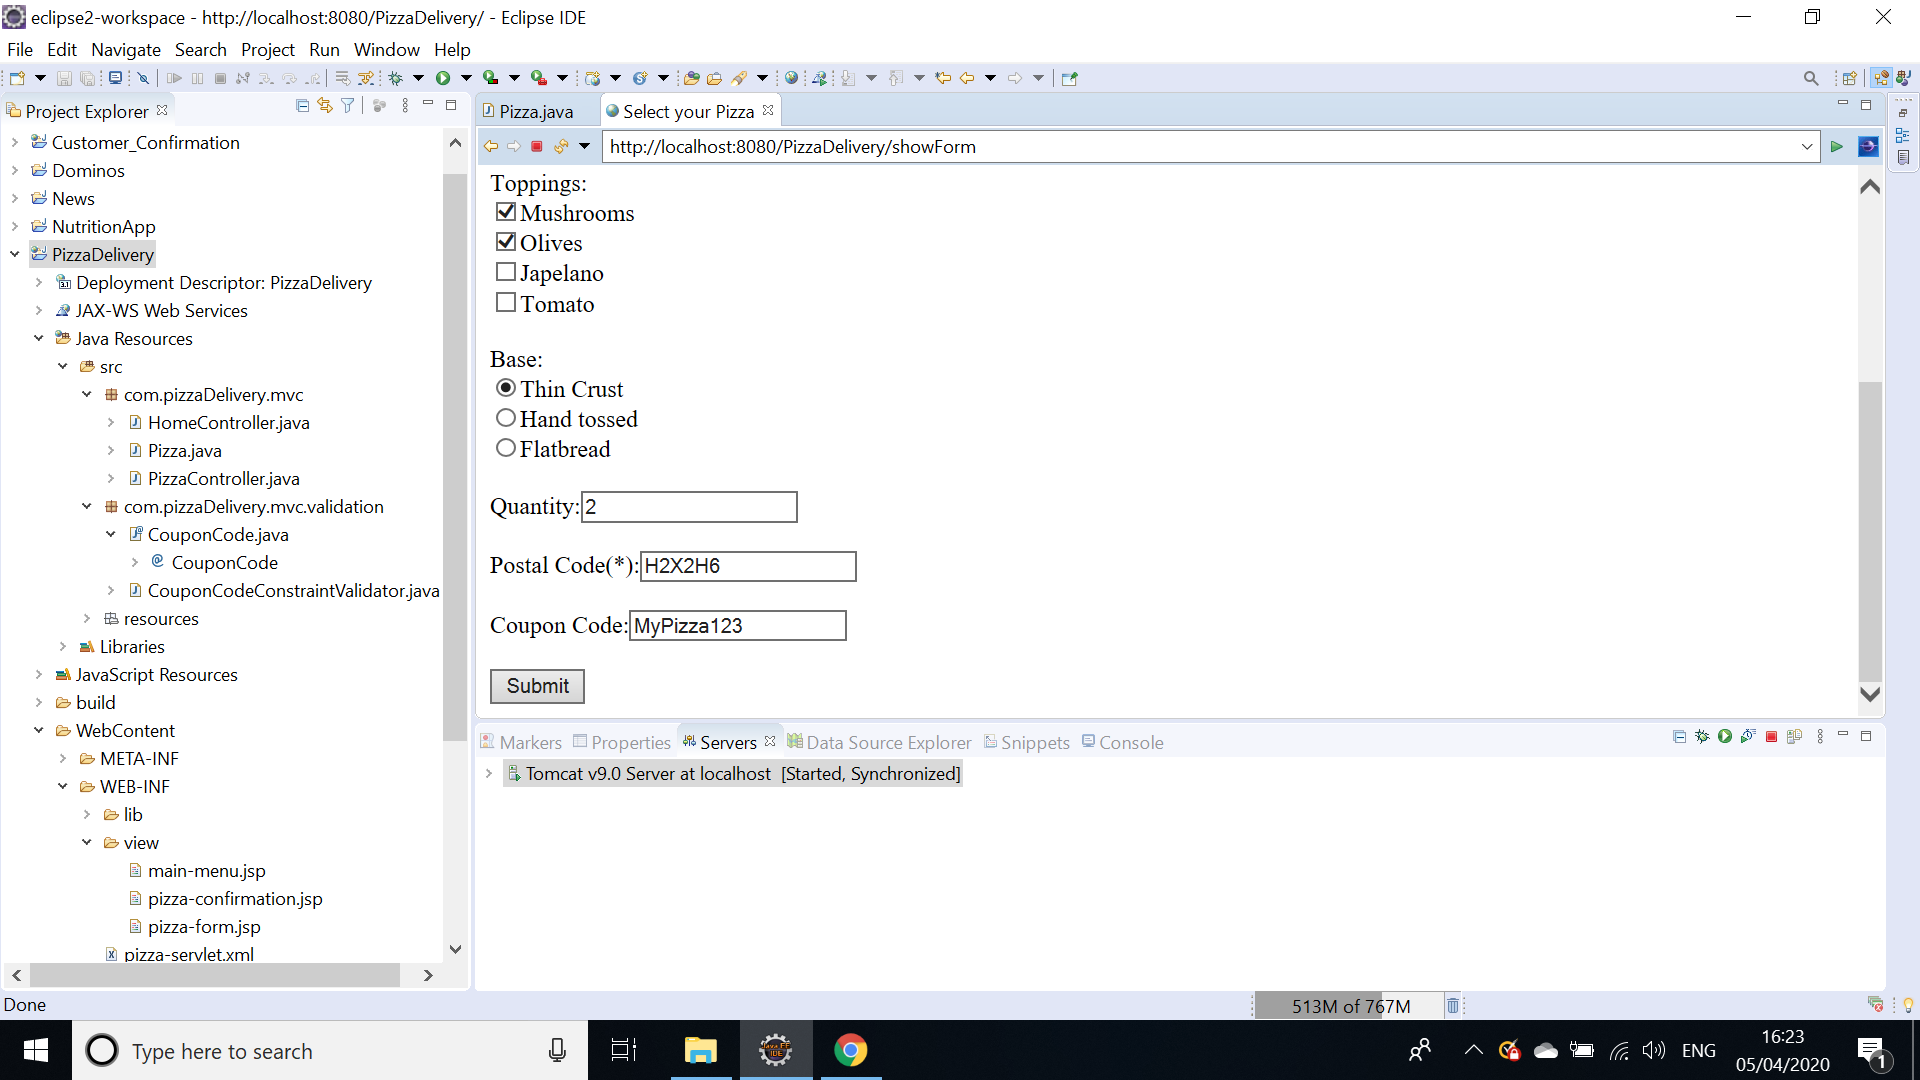 eclipse2-workspace - http://localhost:8080/PizzaDelivery/ - Eclipse IDE
File Edit Navigate Search Project Run Window Help
Project Explorer
Customer_Confirmation
Dominos
News
NutritionApp
PizzaDelivery
Deployment Descriptor: PizzaDelivery
JAX-WS Web Services
Java Resources
src
com.pizzaDelivery.mvc
HomeController.java
Pizza.java
PizzaController.java
com.pizzaDelivery.mvc.validation
CouponCode.java
CouponCode
CouponCodeConstraintValidator.java
resources
Libraries
JavaScript Resources
build
WebContent
META-INF
WEB-INF
lib
view
main-menu.jsp
pizza-confirmation.jsp
pizza-form.jsp
pizza-servlet.xml
Pizza.java
Select your Pizza
http://localhost:8080/PizzaDelivery/showForm
Toppings:
Mushrooms
Olives
Japelano
Tomato
Base:
Thin Crust
Hand tossed
Flatbread
Quantity: 2
Postal Code(*): H2X2H6
Coupon Code: MyPizza123
Submit
Markers Properties Servers Data Source Explorer Snippets Console
Tomcat v9.0 Server at localhost [Started, Synchronized]
Done
513M of 767M
Type here to search
ENG
16:23
05/04/2020
1